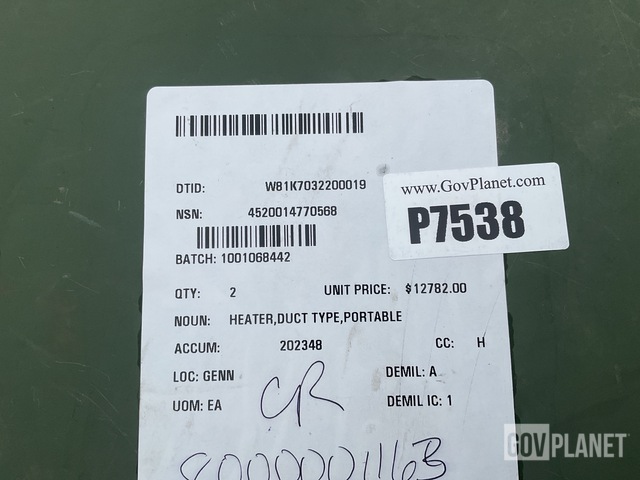 DTID: W81K7032200019
www.GovPlanet.com
P7538
NSN: 4520014770568
BATCH: 1001068442
QTY: 2 UNIT PRICE: $12782.00
NOUN: HEATER,DUCT TYPE,PORTABLE
ACCUM: 202348 CC: H
LOC: GENN DEMIL: A
UOM: EA DEMIL IC: 1
CR
GOVPLANET